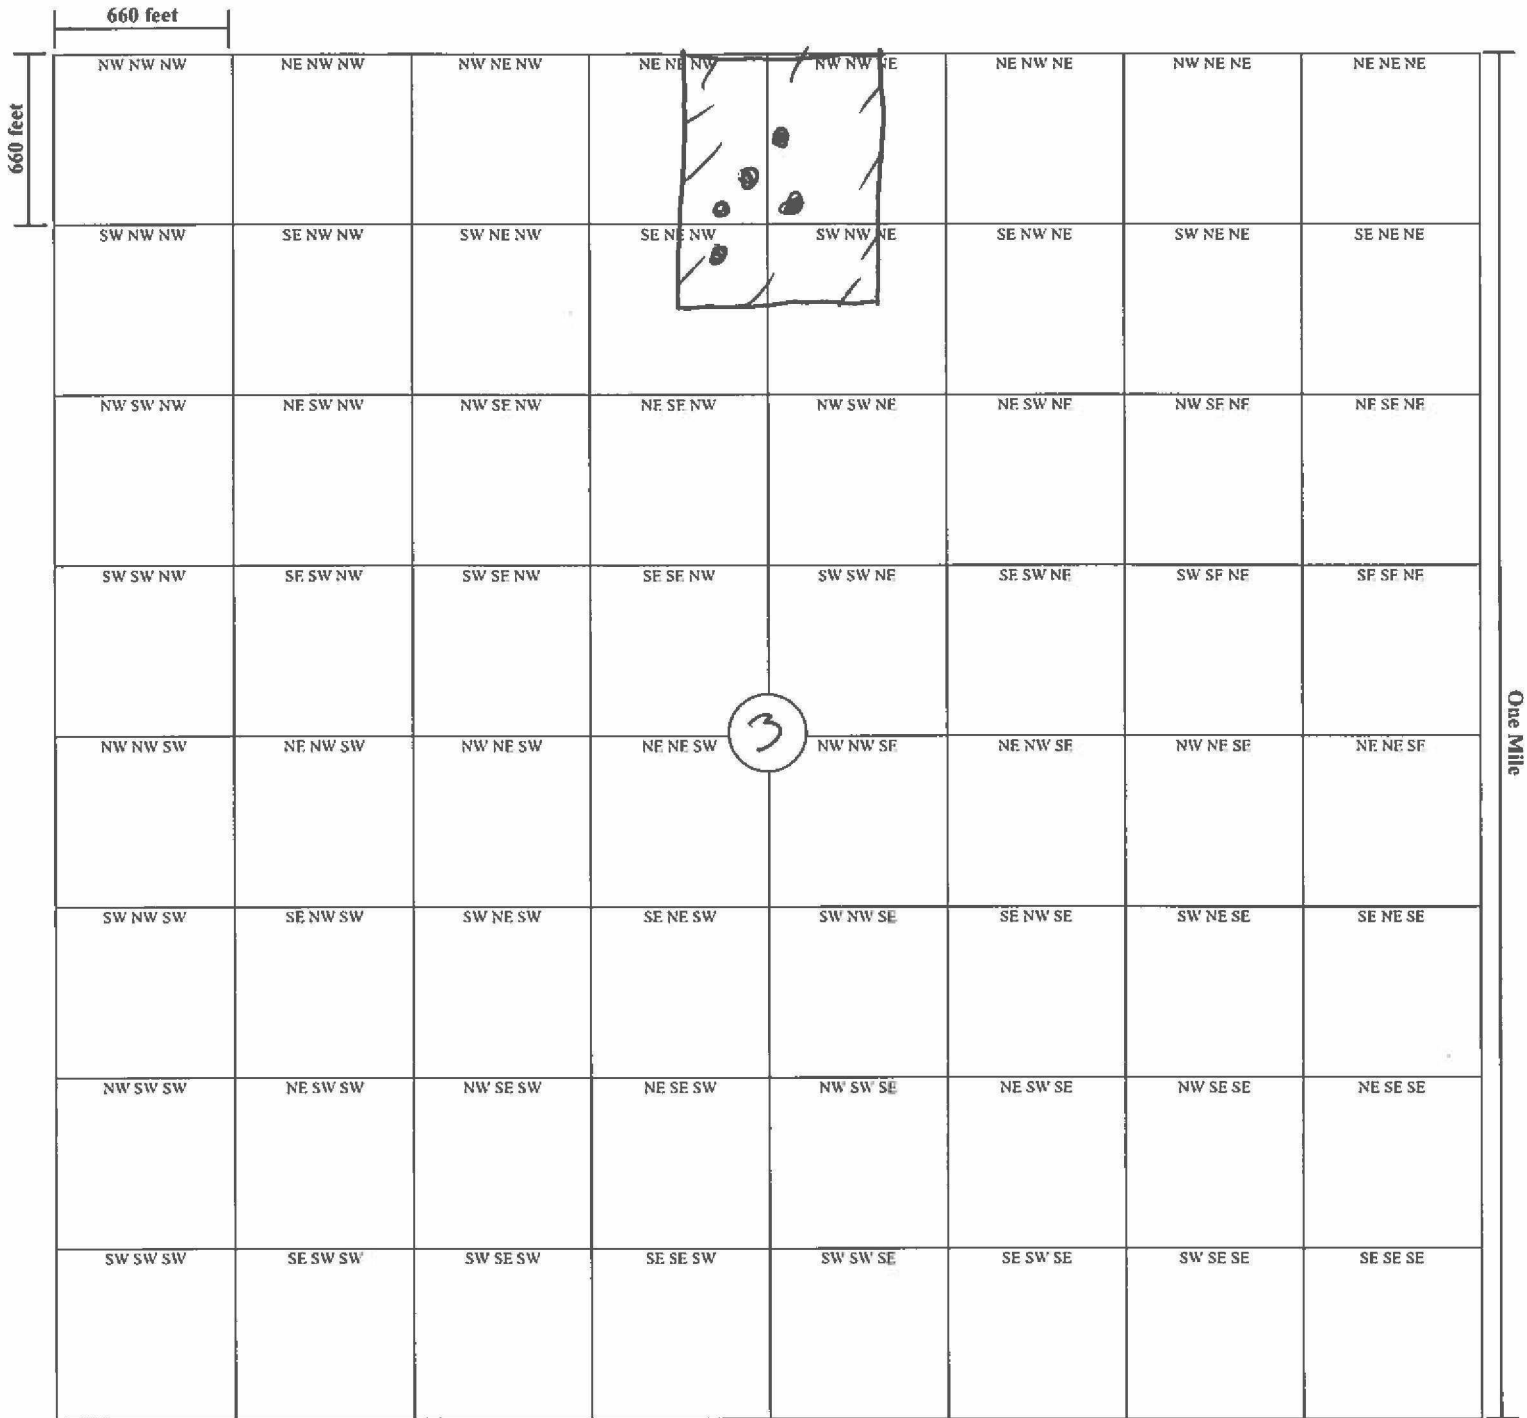 660 feet
660 feet
NW NW NW NE NW NW NW NE NW NE NE NW NW NW NE NE NW NE NW NE NE NE NE NE
SW NW NW SE NW NW SW NE NW SE NE NW SW NW NE SE NW NE SW NE NE SE NE NE
NW SW NW NE SW NW NW SE NW NE SE NW NW SW NE NE SW NE NW SE NE NE SE NE
SW SW NW SE SW NW SW SE NW SE SE NW SW SW NE SE SW NE SW SE NE SE SE NE
3
One Mile
NW NW SW NE NW SW NW NE SW NE NE SW NW NW SE NE NW SE NW NE SE NE NE SE
SW NW SW SE NW SW SW NE SW SE NE SW SW NW SE SE NW SE SW NE SE SE NE SE
NW SW SW NE SW SW NW SE SW NE SE SW NW SW SE NE SW SE NW SE SE NE SE SE
SW SW SW SE SW SW SW SE SW SE SE SW SW SW SE SE SW SE SW SE SE SE SE SE